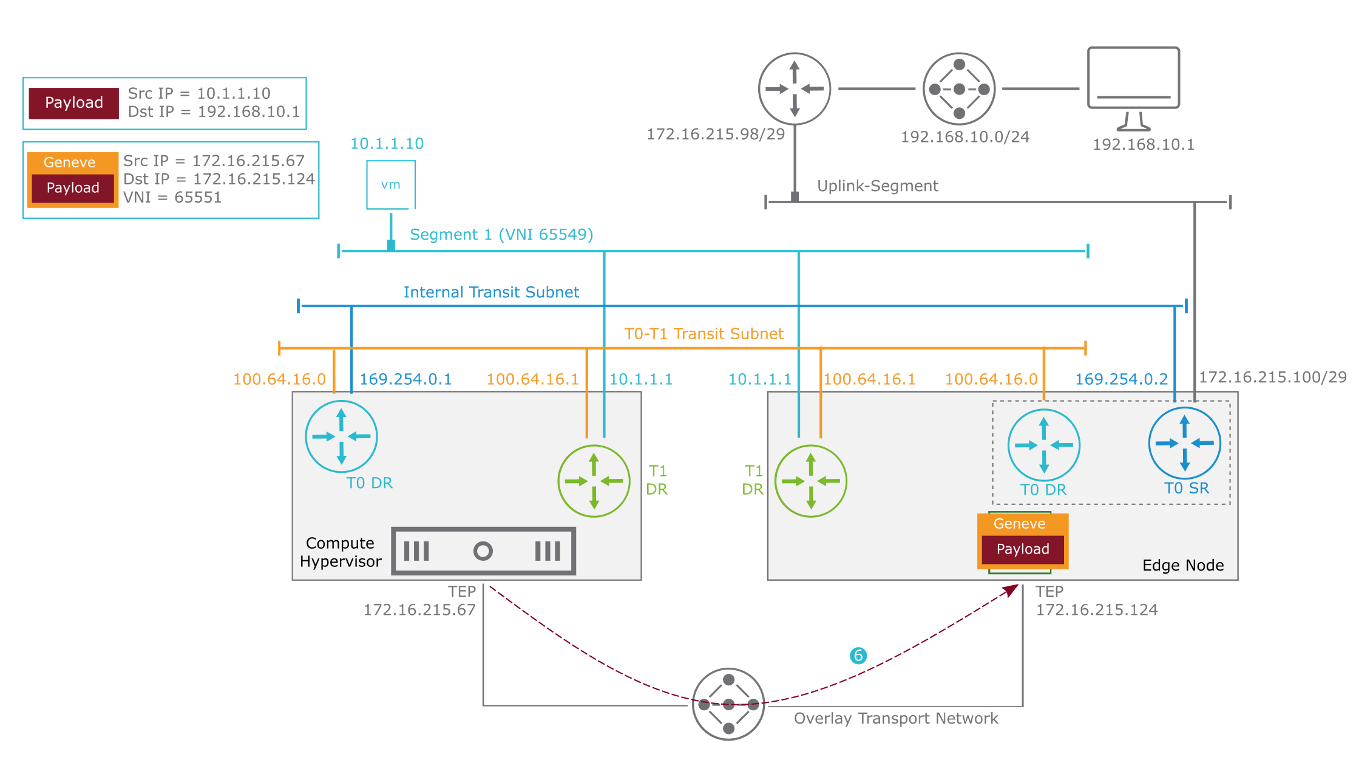 Payload
Src IP = 10.1.1.10
Dst IP = 192.168.10.1
Geneve
Payload
Src IP = 172.16.215.67
Dst IP = 172.16.215.124
VNI = 65551
10.1.1.10
vm
172.16.215.98/29
192.168.10.0/24
192.168.10.1
Uplink-Segment
Segment 1 (VNI 65549)
Internal Transit Subnet
T0-T1 Transit Subnet
100.64.16.0
169.254.0.1
100.64.16.1
10.1.1.1
10.1.1.1
100.64.16.1
100.64.16.0
169.254.0.2
172.16.215.100/29
T0 DR
T1
DR
T1
DR
T0 DR
T0 SR
Compute
Hypervisor
Geneve
Payload
Edge Node
TEP
172.16.215.67
TEP
172.16.215.124
6
Overlay Transport Network